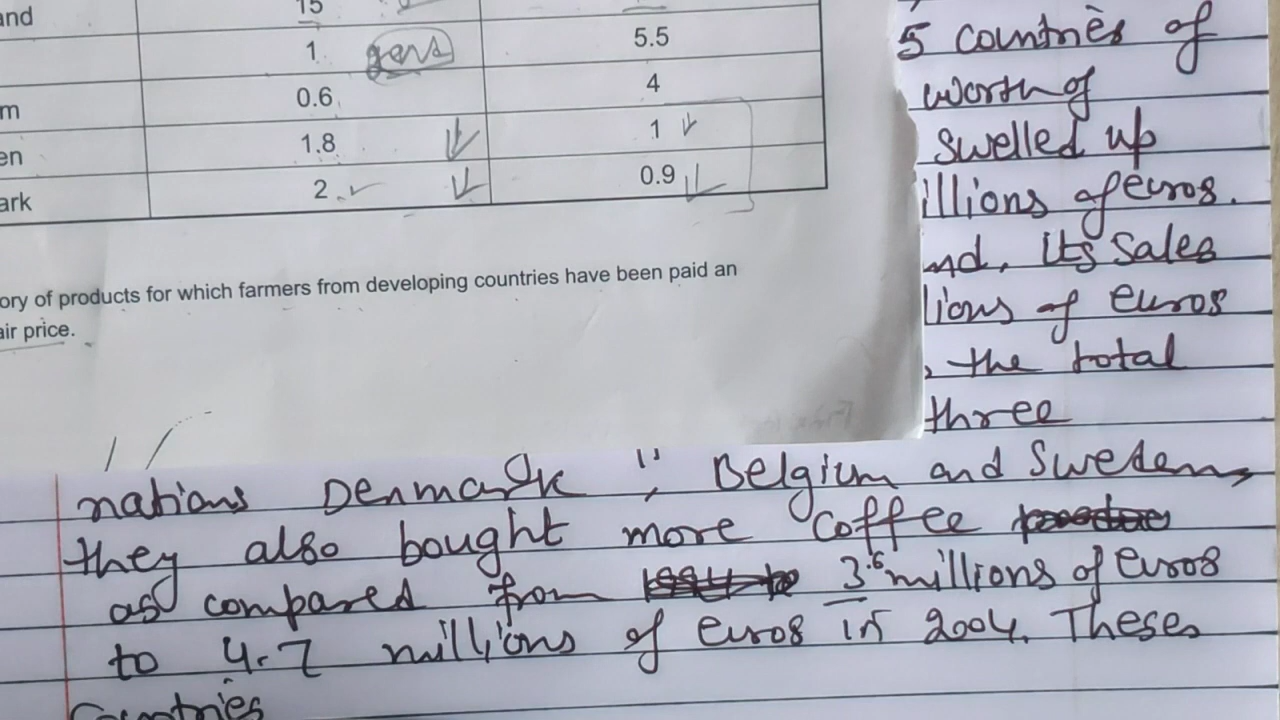 and 15
1 gens 5.5
m 0.6 4
en 1.8 1
ark 2 0.9
ory of products for which farmers from developing countries have been paid an
air price.
5 countries of
worth of
swelled up
illions of euros.
nd, its sales
lions of euros
, the total
three
nations Denmark , Belgium and Sweden,
they also bought more coffee
as compared from 3.6 millions of euros
to 4.7 millions of euros in 2004. These
Countries